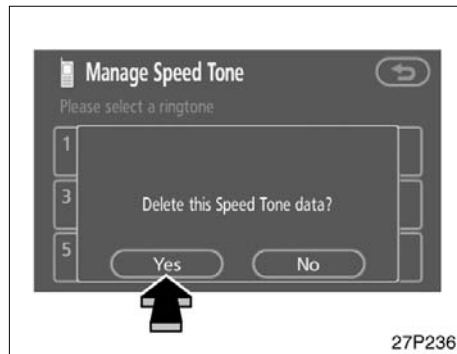 Manage Speed Tone
Please select a ringtone
1
3
Delete this Speed Tone data?
5
Yes No
27P236